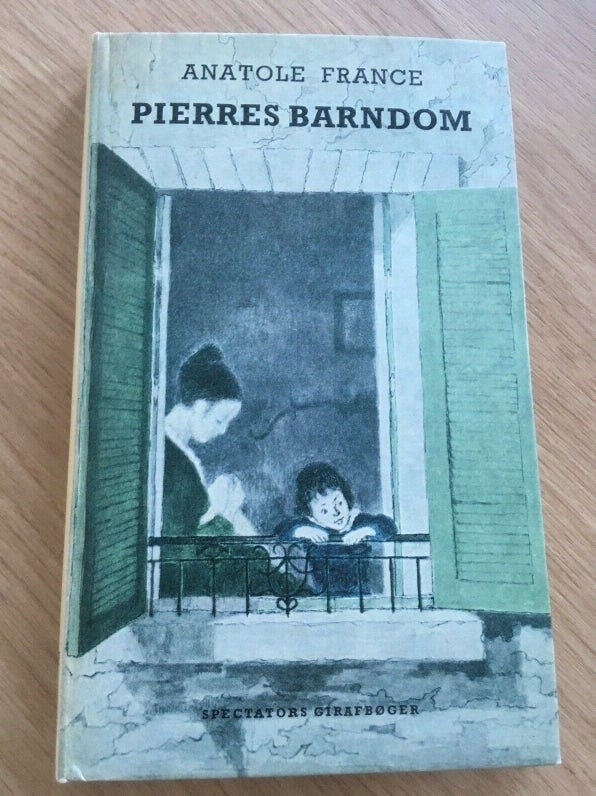 ANATOLE FRANCE
PIERRES BARNDOM
SPECTATORS GIRAFBØGER